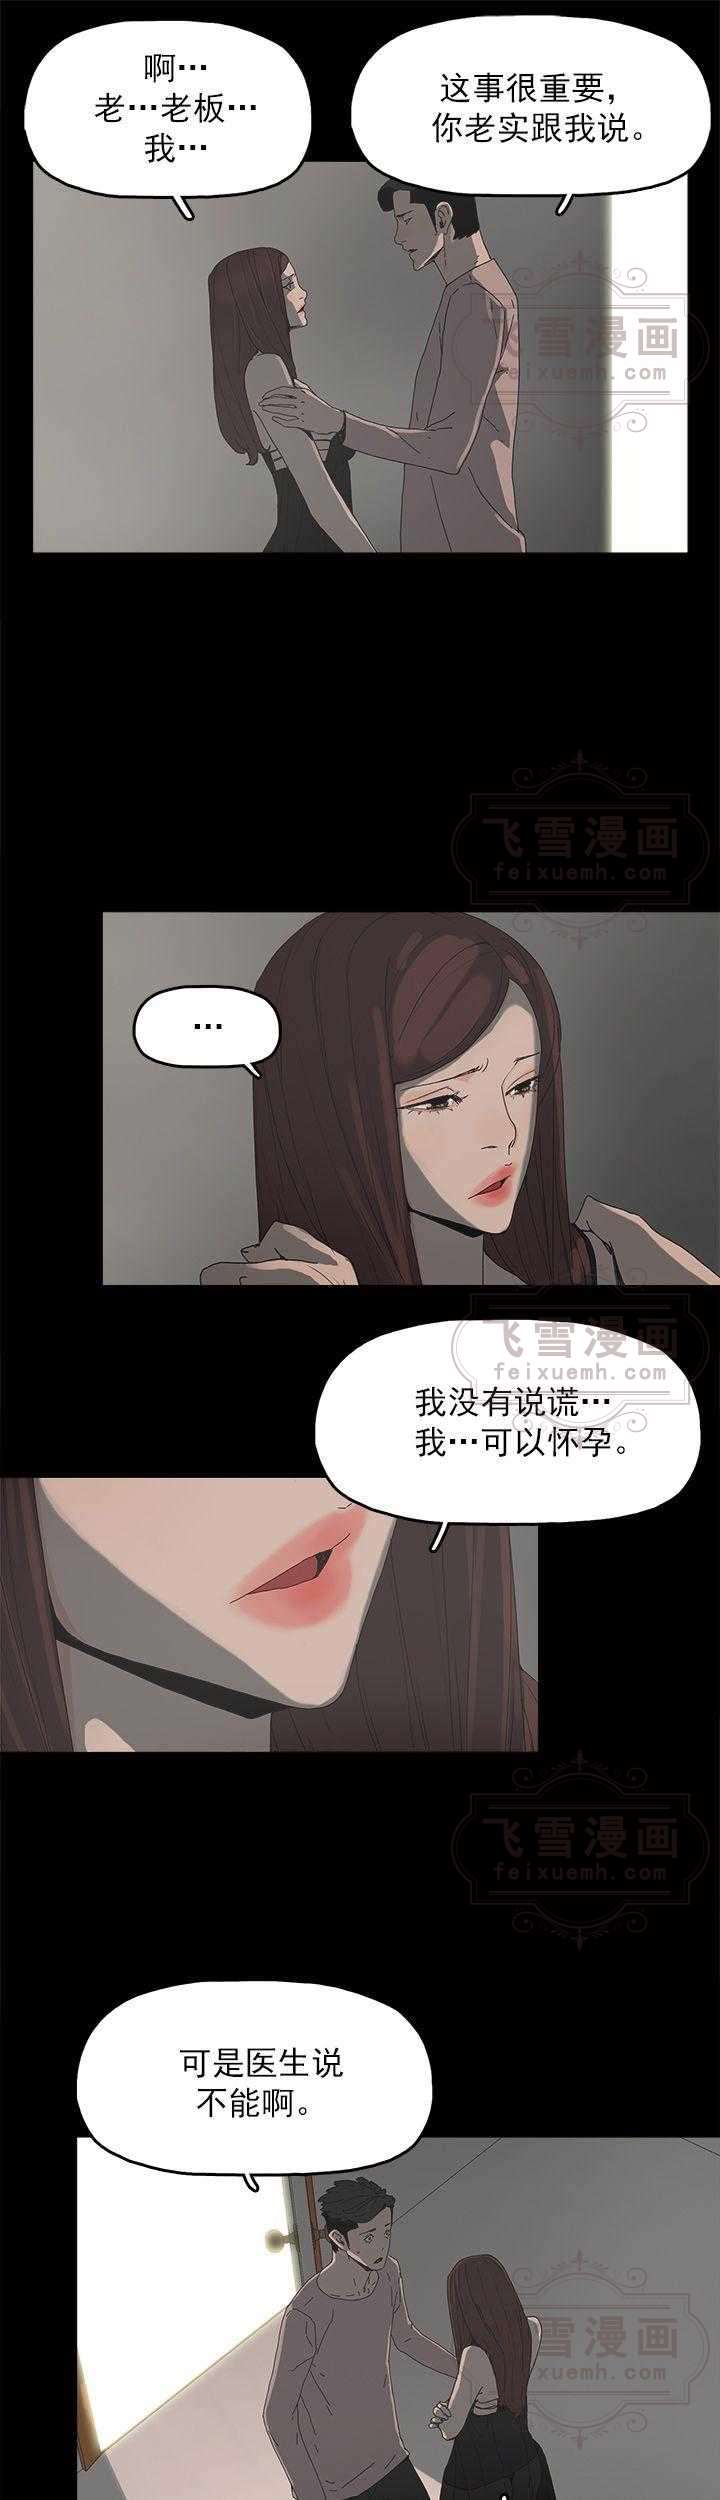 啊…
老…老板…
我…
这事很重要，
你老实跟我说。
飞雪漫画
feixuemh.com
飞雪漫画
feixuemh.com
…
飞雪漫画
feixuemh.com
我没有说谎…
我…可以怀孕。
飞雪漫画
feixuemh.com
可是医生说
不能啊。
飞雪漫画
feixuemh.com